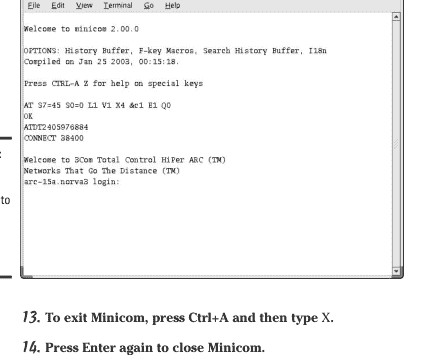 File Edit View Terminal Go Help
Welcome to minicom 2.00.0
OPTIONS: History Buffer, F-key Macros, Search History Buffer, I18n
Compiled on Jan 25 2003, 00:15:18.
Press CTRL-A Z for help on special keys
AT S7=45 S0=0 L1 V1 X4 &c1 E1 Q0
OK
ATDT2405976884
CONNECT 38400
:
Welcome to 3Com Total Control HiPer ARC (TM)
Networks That Go The Distance (TM)
arc-15a.norva3 login:
to
13. To exit Minicom, press Ctrl+A and then type X.
14. Press Enter again to close Minicom.